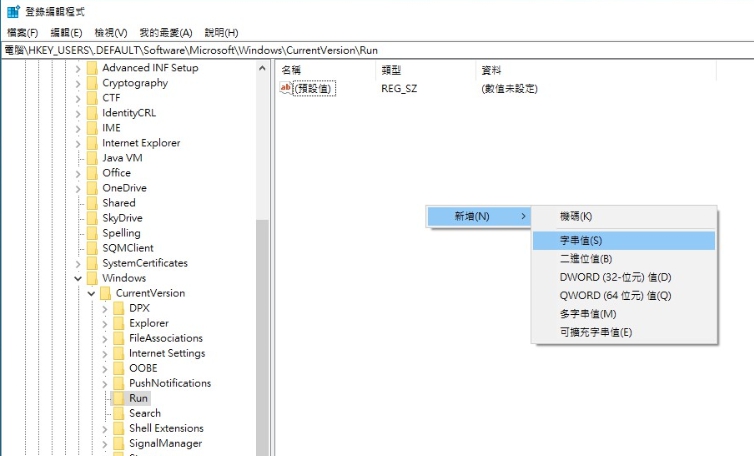 登錄編輯程式
檔案(F) 編輯(E) 檢視(V) 我的最愛(A) 說明(H)
電腦\HKEY_USERS\.DEFAULT\Software\Microsoft\Windows\CurrentVersion\Run
Advanced INF Setup
Cryptography
CTF
IdentityCRL
IME
Internet Explorer
Java VM
Office
OneDrive
Shared
SkyDrive
Spelling
SQMClient
SystemCertificates
Windows
CurrentVersion
DPX
Explorer
FileAssociations
Internet Settings
OOBE
PushNotifications
Run
Search
Shell Extensions
SignalManager
名稱 類型 資料
ab (預設值) REG_SZ (數值未設定)
新增(N)
機碼(K)
字串值(S)
二進位值(B)
DWORD (32-位元) 值(D)
QWORD (64 位元) 值(Q)
多字串值(M)
可擴充字串值(E)